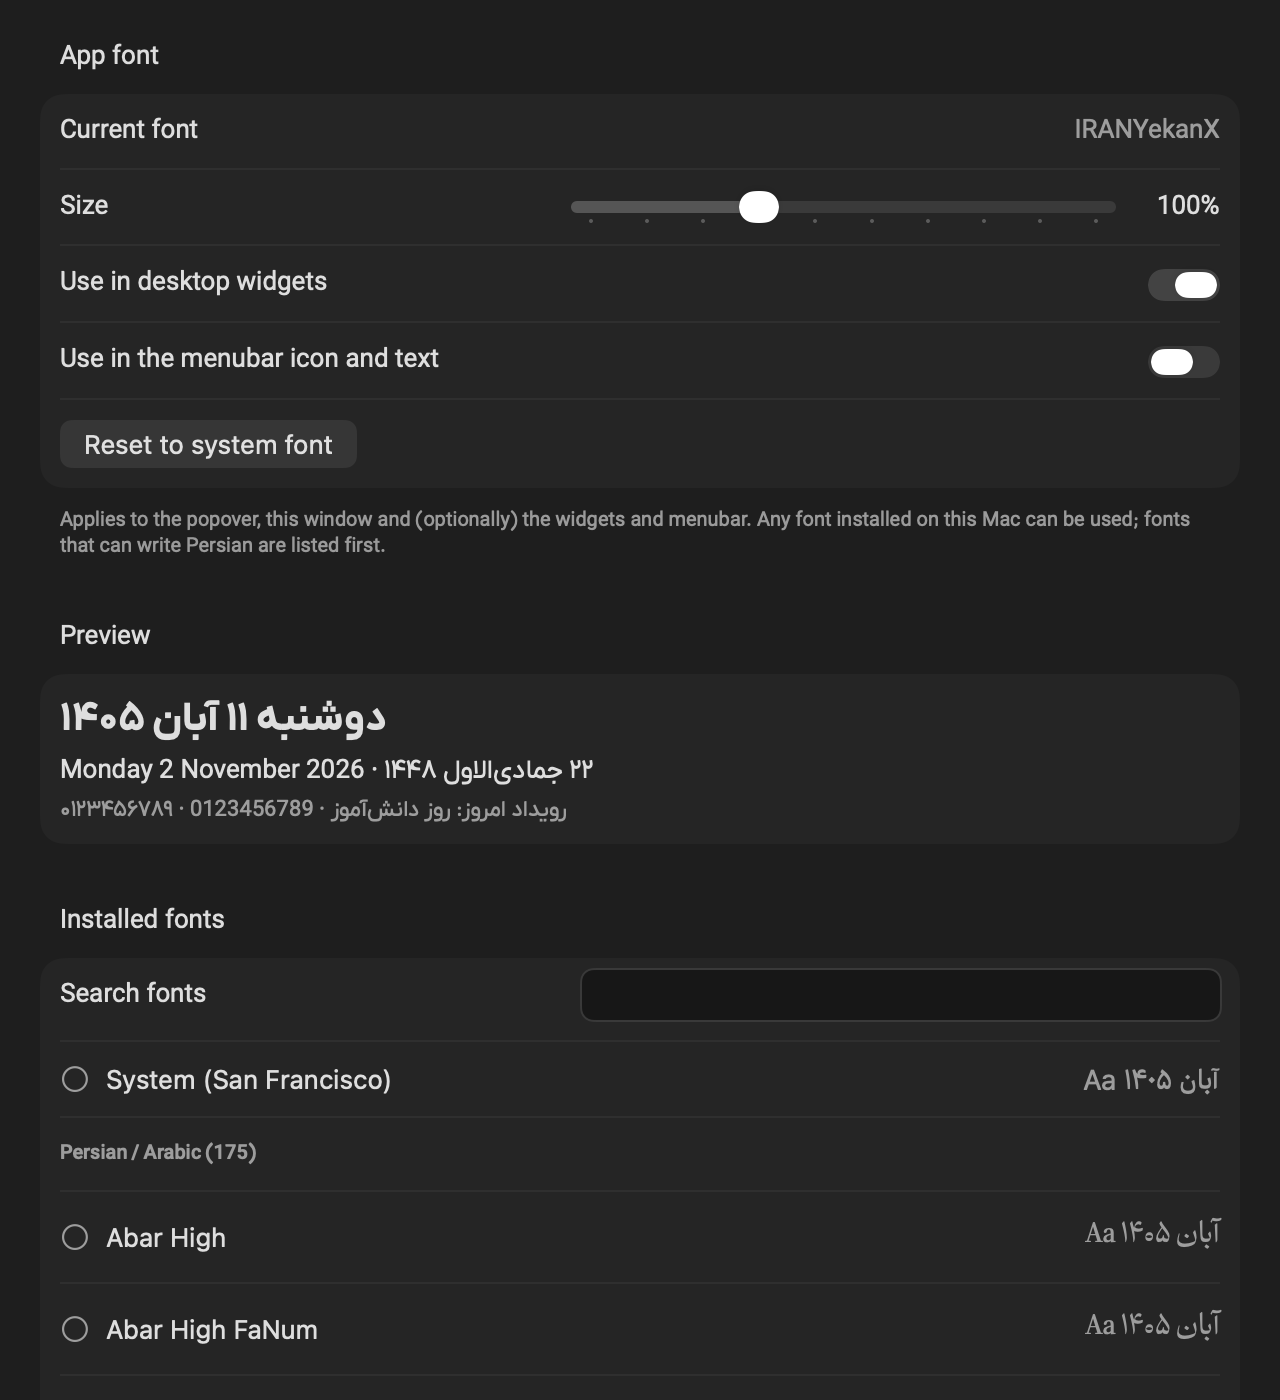 App font
Current font IRANYekanX
Size 100%
Use in desktop widgets
Use in the menubar icon and text
Reset to system font
Applies to the popover, this window and (optionally) the widgets and menubar. Any font installed on this Mac can be used; fonts
that can write Persian are listed first.
Preview
دوشنبه ۱۱ آبان ۱۴۰۵
Monday 2 November 2026 · ۲۲ جمادی‌الاول ۱۴۴۸
رویداد امروز: روز دانش‌آموز · 0123456789 · ۰۱۲۳۴۵۶۷۸۹
Installed fonts
Search fonts
System (San Francisco) Aa آبان ۱۴۰۵
Persian / Arabic (175)
Abar High Aa آبان ۱۴۰۵
Abar High FaNum Aa آبان ۱۴۰۵